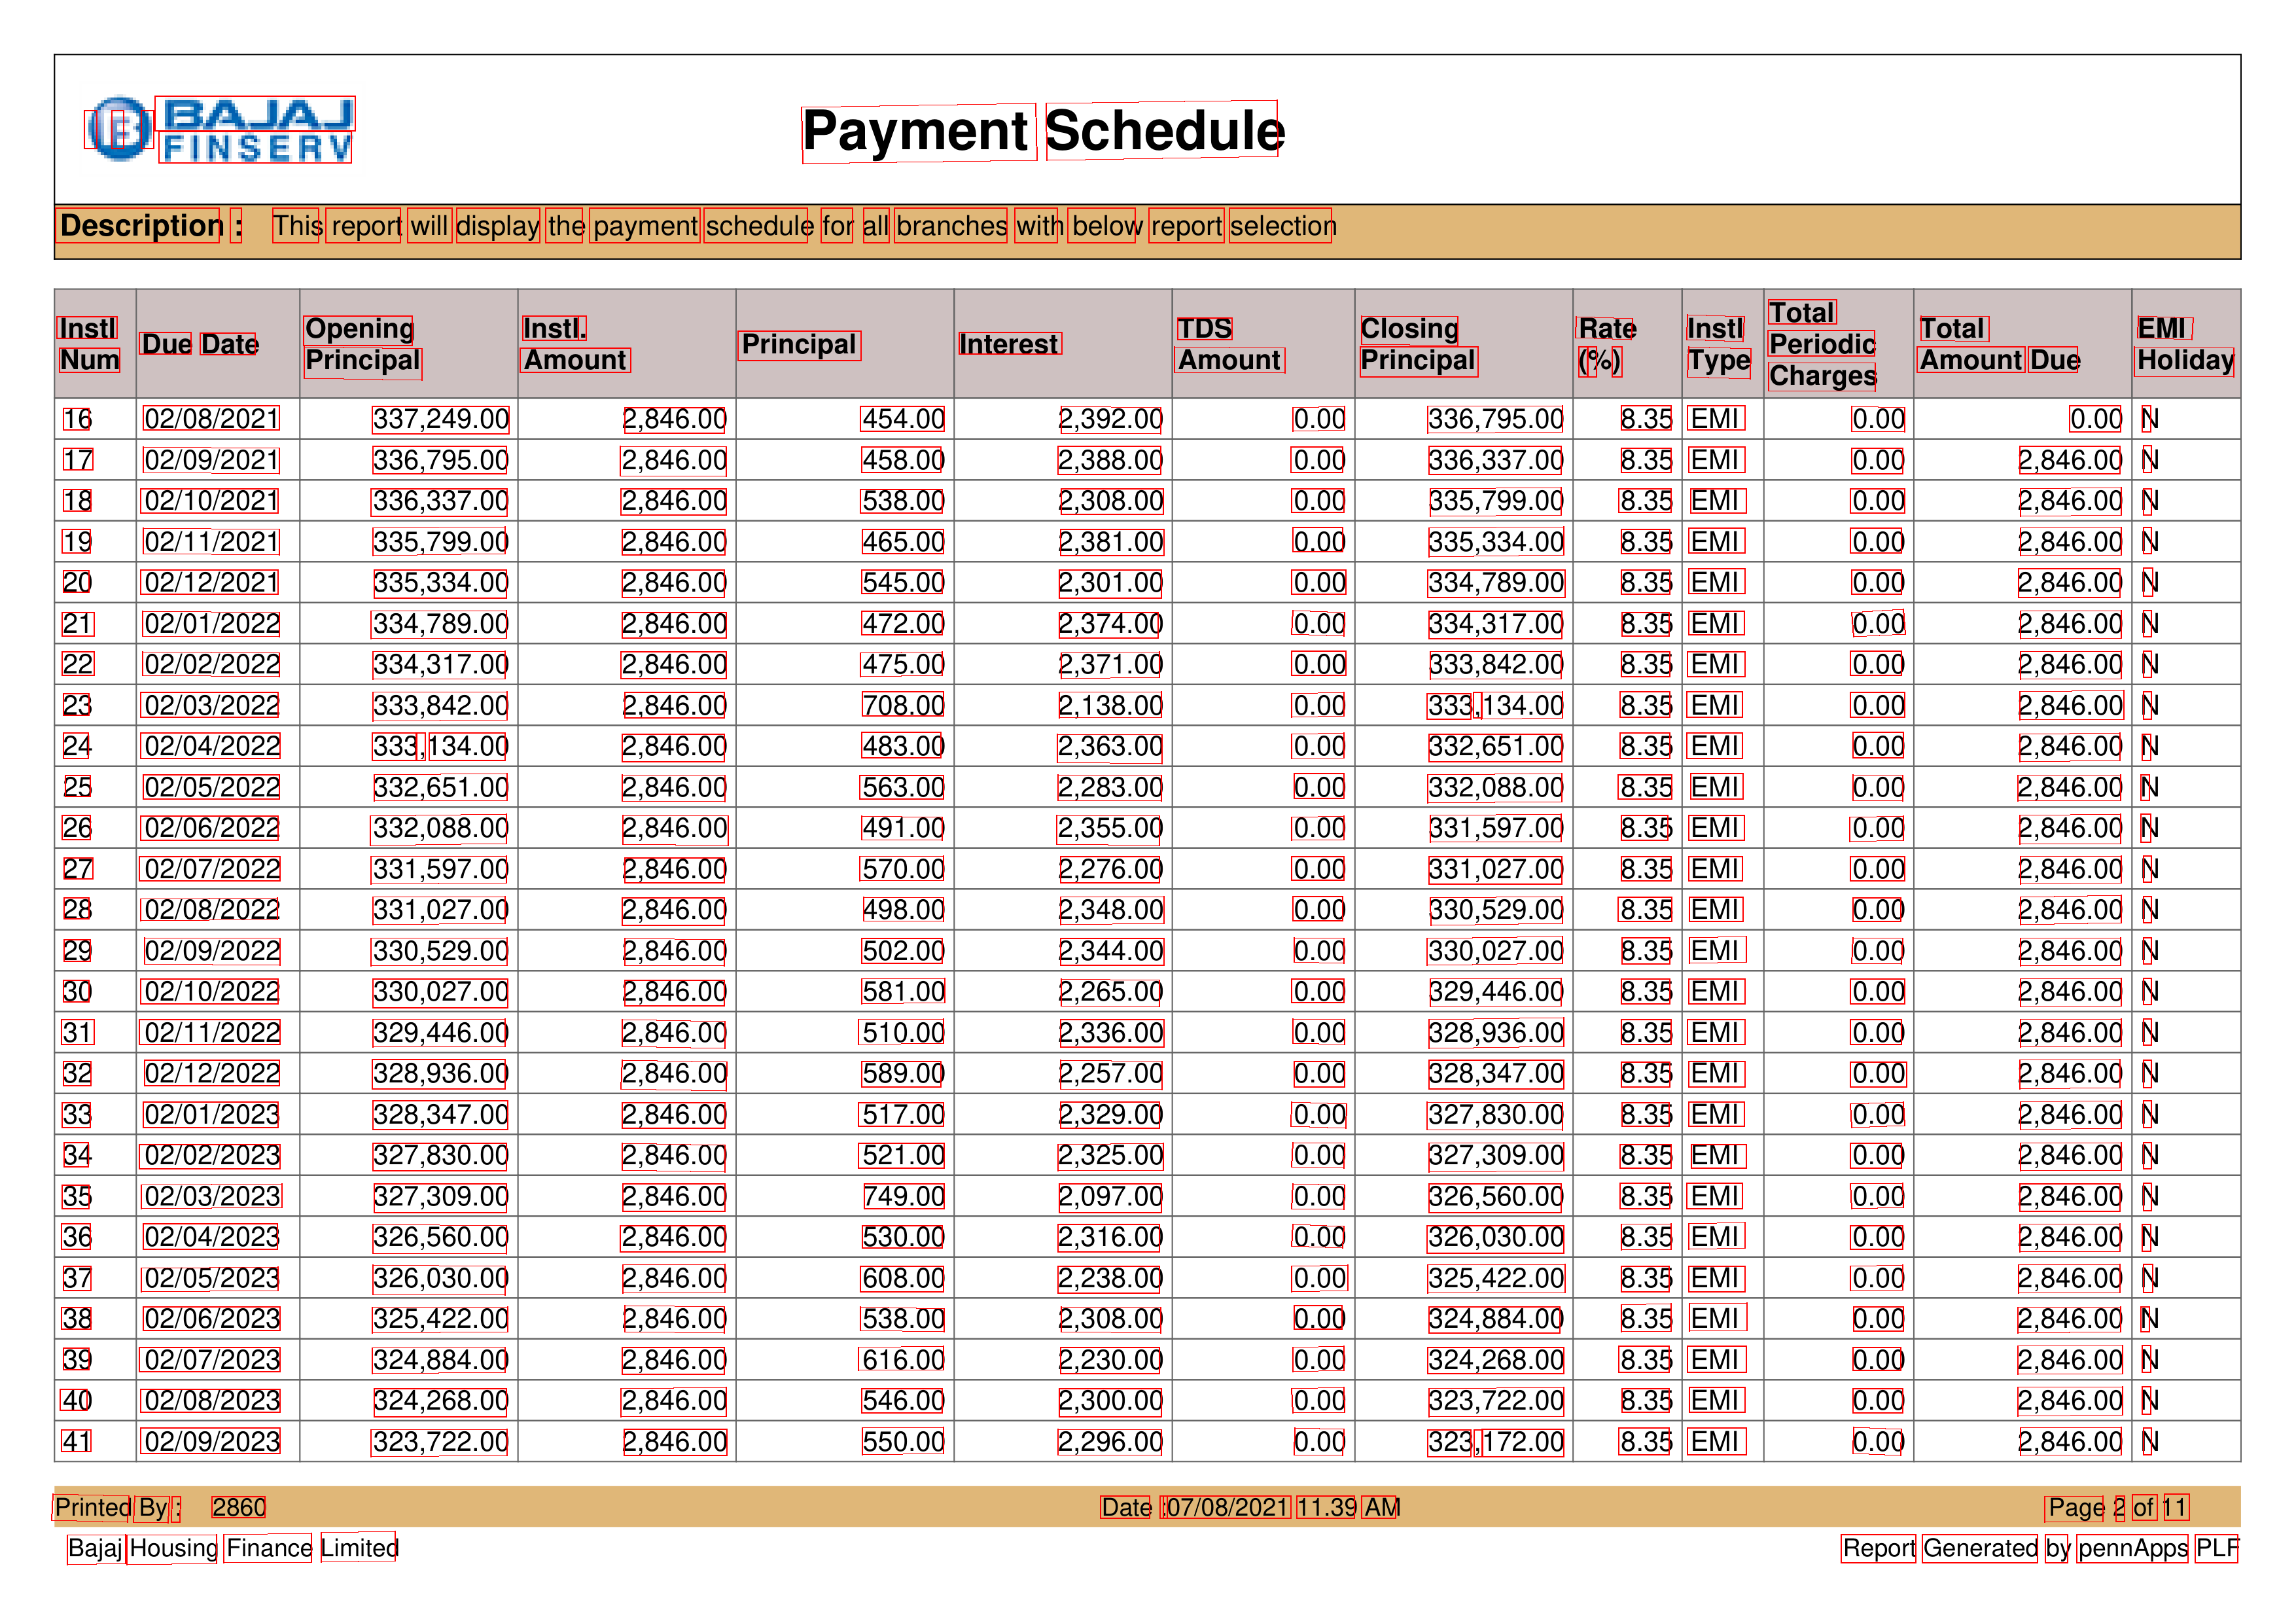 BAJAJ
FINSERV
Payment Schedule
Description : This report will display the payment schedule for all branches with below report selection
Instl Num Due Date Opening Principal Instl. Amount Principal Interest TDS Amount Closing Principal Rate (%) Instl Type Total Periodic Charges Total Amount Due EMI Holiday
16 02/08/2021 337,249.00 2,846.00 454.00 2,392.00 0.00 336,795.00 8.35 EMI 0.00 0.00 N
17 02/09/2021 336,795.00 2,846.00 458.00 2,388.00 0.00 336,337.00 8.35 EMI 0.00 2,846.00 N
18 02/10/2021 336,337.00 2,846.00 538.00 2,308.00 0.00 335,799.00 8.35 EMI 0.00 2,846.00 N
19 02/11/2021 335,799.00 2,846.00 465.00 2,381.00 0.00 335,334.00 8.35 EMI 0.00 2,846.00 N
20 02/12/2021 335,334.00 2,846.00 545.00 2,301.00 0.00 334,789.00 8.35 EMI 0.00 2,846.00 N
21 02/01/2022 334,789.00 2,846.00 472.00 2,374.00 0.00 334,317.00 8.35 EMI 0.00 2,846.00 N
22 02/02/2022 334,317.00 2,846.00 475.00 2,371.00 0.00 333,842.00 8.35 EMI 0.00 2,846.00 N
23 02/03/2022 333,842.00 2,846.00 708.00 2,138.00 0.00 333,134.00 8.35 EMI 0.00 2,846.00 N
24 02/04/2022 333,134.00 2,846.00 483.00 2,363.00 0.00 332,651.00 8.35 EMI 0.00 2,846.00 N
25 02/05/2022 332,651.00 2,846.00 563.00 2,283.00 0.00 332,088.00 8.35 EMI 0.00 2,846.00 N
26 02/06/2022 332,088.00 2,846.00 491.00 2,355.00 0.00 331,597.00 8.35 EMI 0.00 2,846.00 N
27 02/07/2022 331,597.00 2,846.00 570.00 2,276.00 0.00 331,027.00 8.35 EMI 0.00 2,846.00 N
28 02/08/2022 331,027.00 2,846.00 498.00 2,348.00 0.00 330,529.00 8.35 EMI 0.00 2,846.00 N
29 02/09/2022 330,529.00 2,846.00 502.00 2,344.00 0.00 330,027.00 8.35 EMI 0.00 2,846.00 N
30 02/10/2022 330,027.00 2,846.00 581.00 2,265.00 0.00 329,446.00 8.35 EMI 0.00 2,846.00 N
31 02/11/2022 329,446.00 2,846.00 510.00 2,336.00 0.00 328,936.00 8.35 EMI 0.00 2,846.00 N
32 02/12/2022 328,936.00 2,846.00 589.00 2,257.00 0.00 328,347.00 8.35 EMI 0.00 2,846.00 N
33 02/01/2023 328,347.00 2,846.00 517.00 2,329.00 0.00 327,830.00 8.35 EMI 0.00 2,846.00 N
34 02/02/2023 327,830.00 2,846.00 521.00 2,325.00 0.00 327,309.00 8.35 EMI 0.00 2,846.00 N
35 02/03/2023 327,309.00 2,846.00 749.00 2,097.00 0.00 326,560.00 8.35 EMI 0.00 2,846.00 N
36 02/04/2023 326,560.00 2,846.00 530.00 2,316.00 0.00 326,030.00 8.35 EMI 0.00 2,846.00 N
37 02/05/2023 326,030.00 2,846.00 608.00 2,238.00 0.00 325,422.00 8.35 EMI 0.00 2,846.00 N
38 02/06/2023 325,422.00 2,846.00 538.00 2,308.00 0.00 324,884.00 8.35 EMI 0.00 2,846.00 N
39 02/07/2023 324,884.00 2,846.00 616.00 2,230.00 0.00 324,268.00 8.35 EMI 0.00 2,846.00 N
40 02/08/2023 324,268.00 2,846.00 546.00 2,300.00 0.00 323,722.00 8.35 EMI 0.00 2,846.00 N
41 02/09/2023 323,722.00 2,846.00 550.00 2,296.00 0.00 323,172.00 8.35 EMI 0.00 2,846.00 N
Printed By : 2860 Date :07/08/2021 11.39 AM Page 2 of 11
Bajaj Housing Finance Limited Report Generated by pennApps PLF